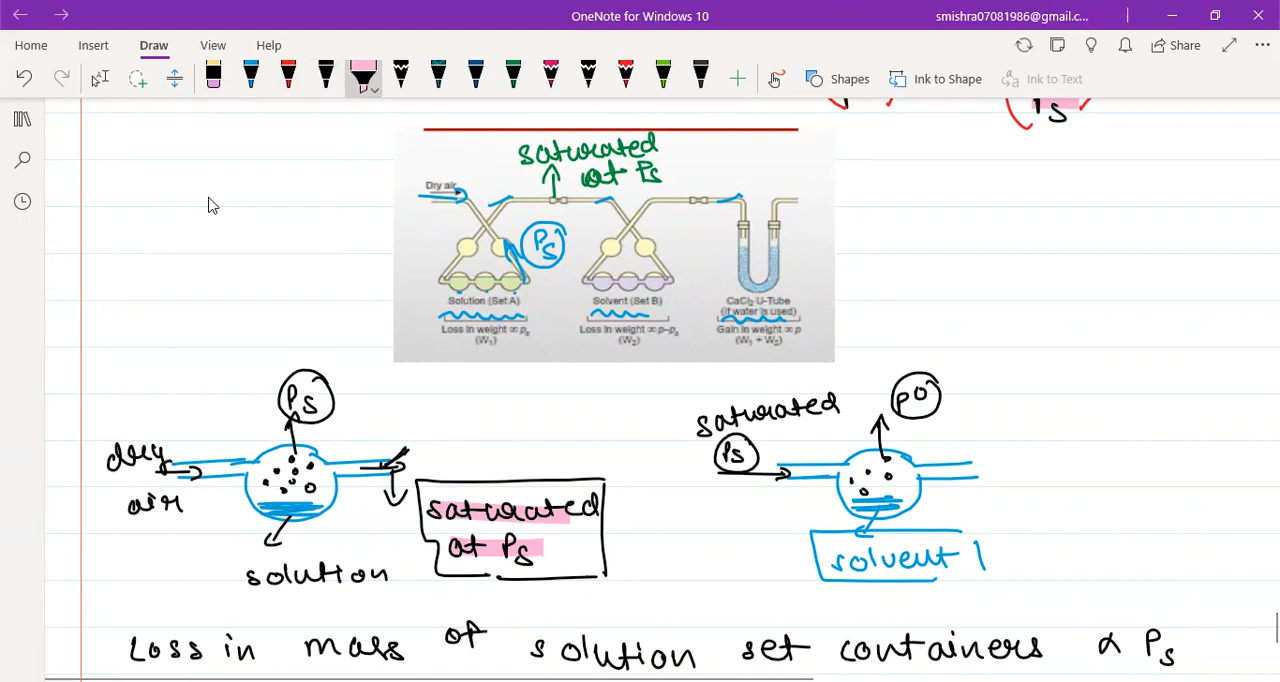 OneNote for Windows 10
smishra07081986@gmail.c...
Home Insert Draw View Help
Share
Shapes
Ink to Shape
Ink to Text
Ps
saturated
at Ps
Dry air
Ps
Solution (Set A)
Loss in weight ∝ ps
(W1)
Solvent (Set B)
Loss in weight ∝ p–ps
(W2)
CaCl2 U-Tube
(if water is used)
Gain in weight ∝ p
(W1 + W2)
Ps
dry
air
solution
saturated
at Ps
saturated
Ps
P0
solvent
Loss in mass of solution set containers ∝ Ps